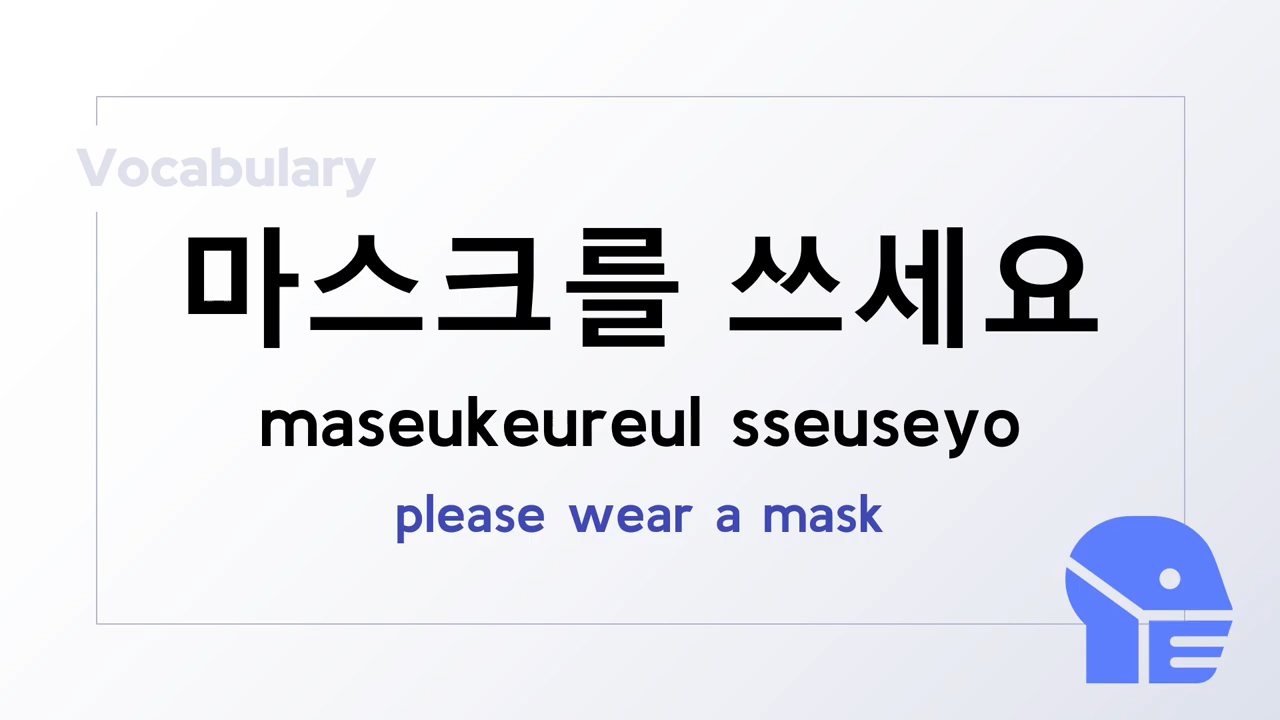 Vocabulary
마스크를 쓰세요
maseukeureul sseuseyo
please wear a mask